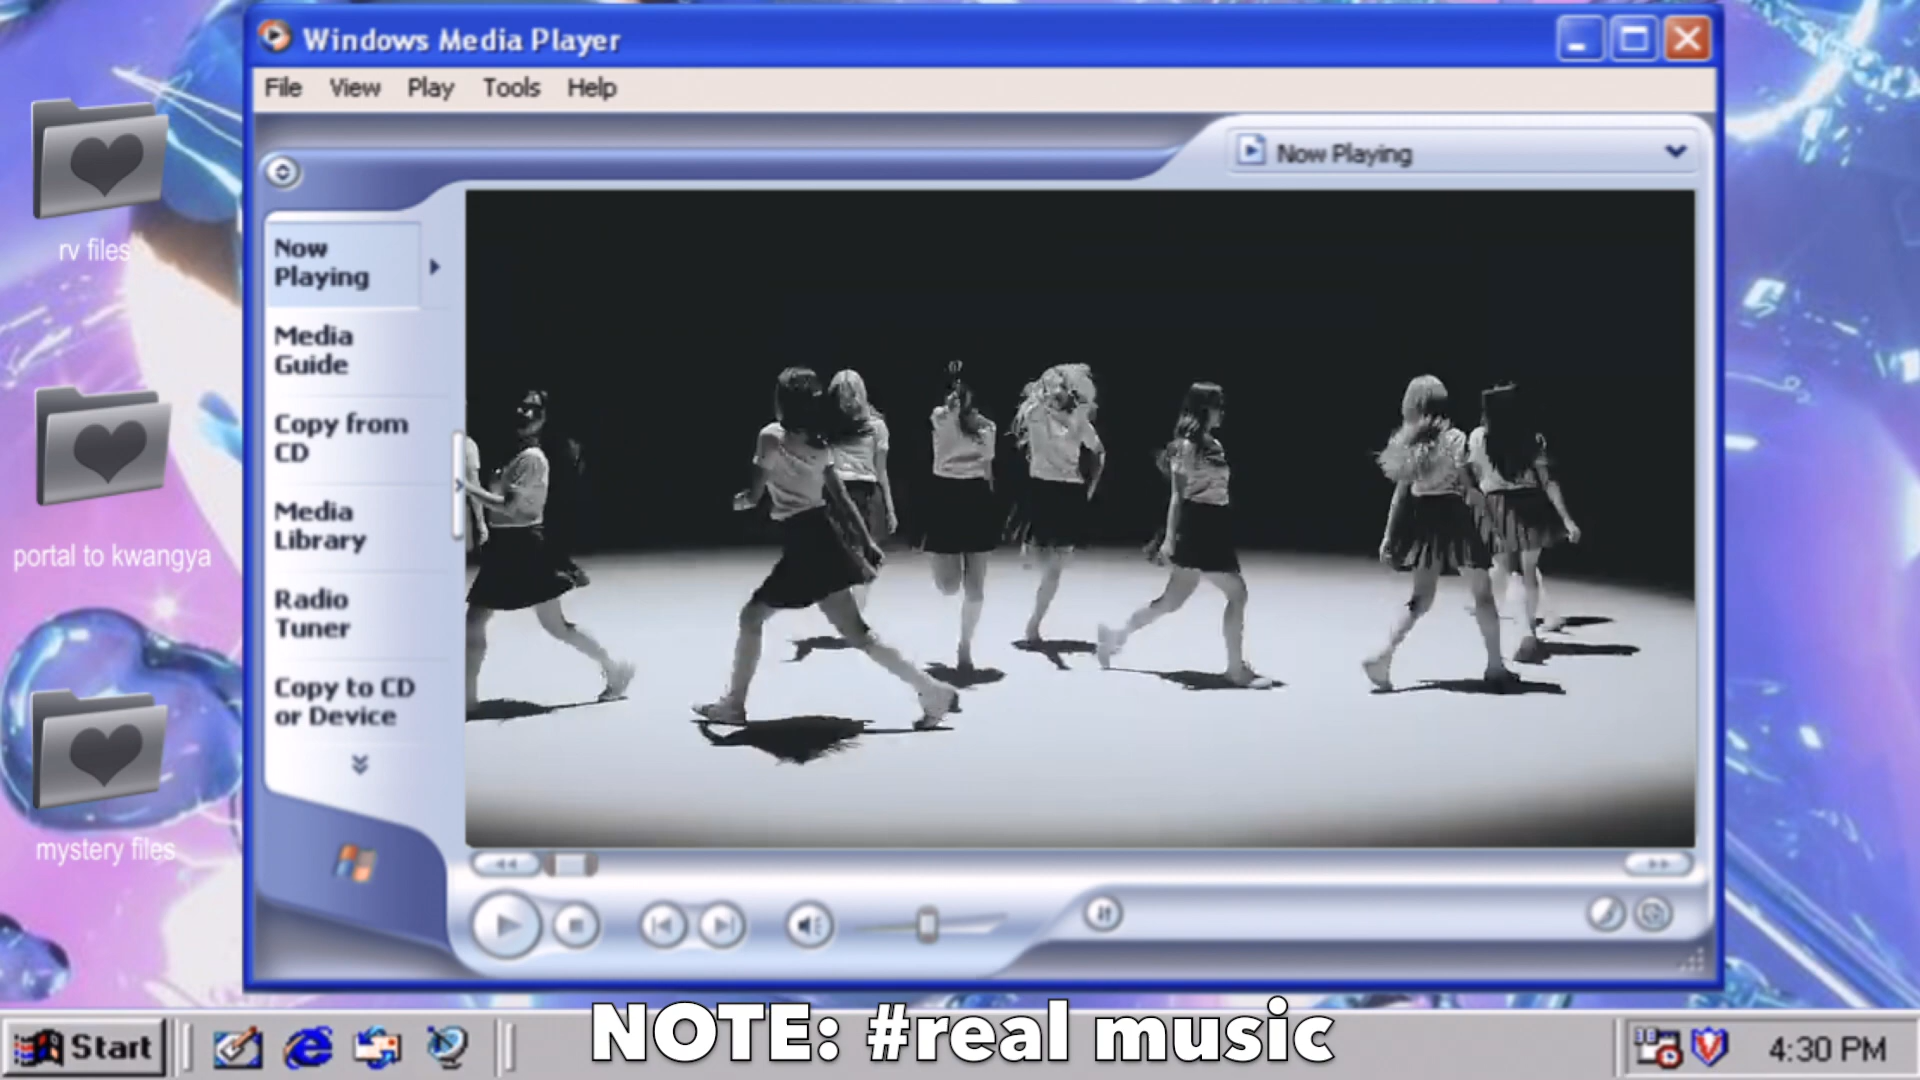 Windows Media Player
File View Play Tools Help
Now Playing
rv files
Now
Playing
Media
Guide
Copy from
CD
Media
Library
portal to kwangya
Radio
Tuner
Copy to CD
or Device
mystery files
NOTE: #real music
Start
4:30 PM